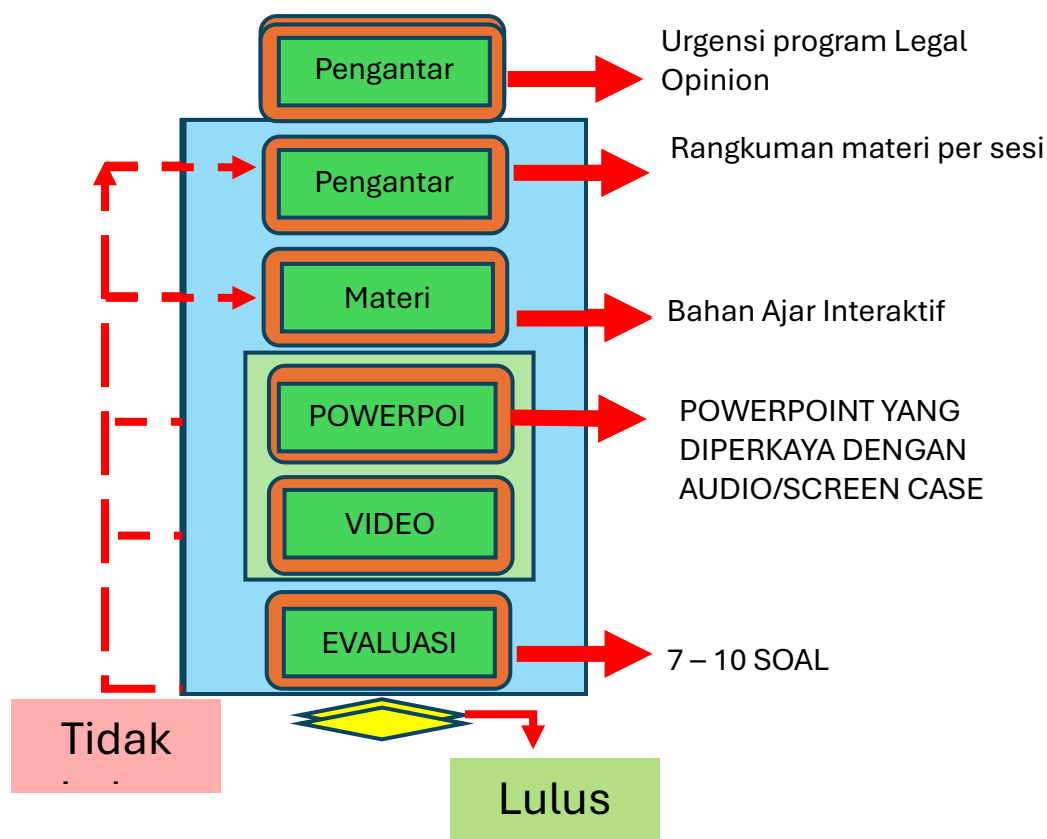 Pengantar
Urgensi program Legal
Opinion
Pengantar
Rangkuman materi per sesi
Materi
Bahan Ajar Interaktif
POWERPOI
POWERPOINT YANG
DIPERKAYA DENGAN
AUDIO/SCREEN CASE
VIDEO
EVALUASI
7 – 10 SOAL
Tidak
Lulus